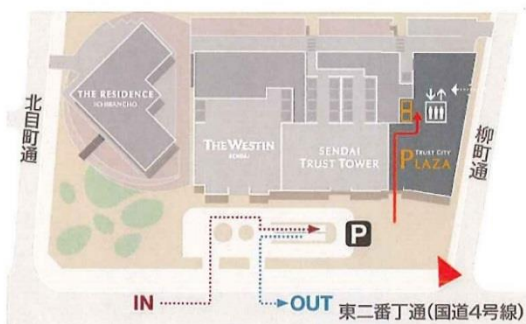 THE RESIDENCE
ICHIBANCHO
北目町通
THE WESTIN
SENDAI
SENDAI
TRUST TOWER
TRUST CITY
PLAZA
柳町通
P
IN
OUT
東二番丁通(国道4号線)